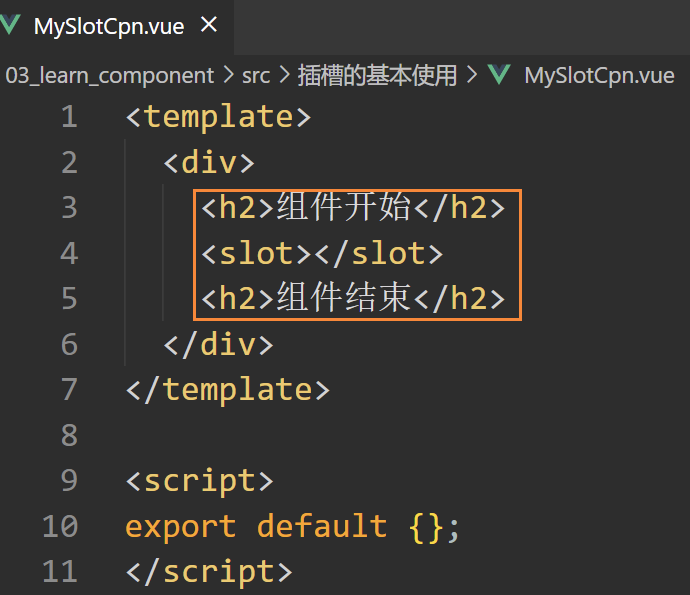 MySlotCpn.vue ×
03_learn_component > src > 插槽的基本使用 > MySlotCpn.vue
1 <template>
2 <div>
3 <h2>组件开始</h2>
4 <slot></slot>
5 <h2>组件结束</h2>
6 </div>
7 </template>
8
9 <script>
10 export default {};
11 </script>